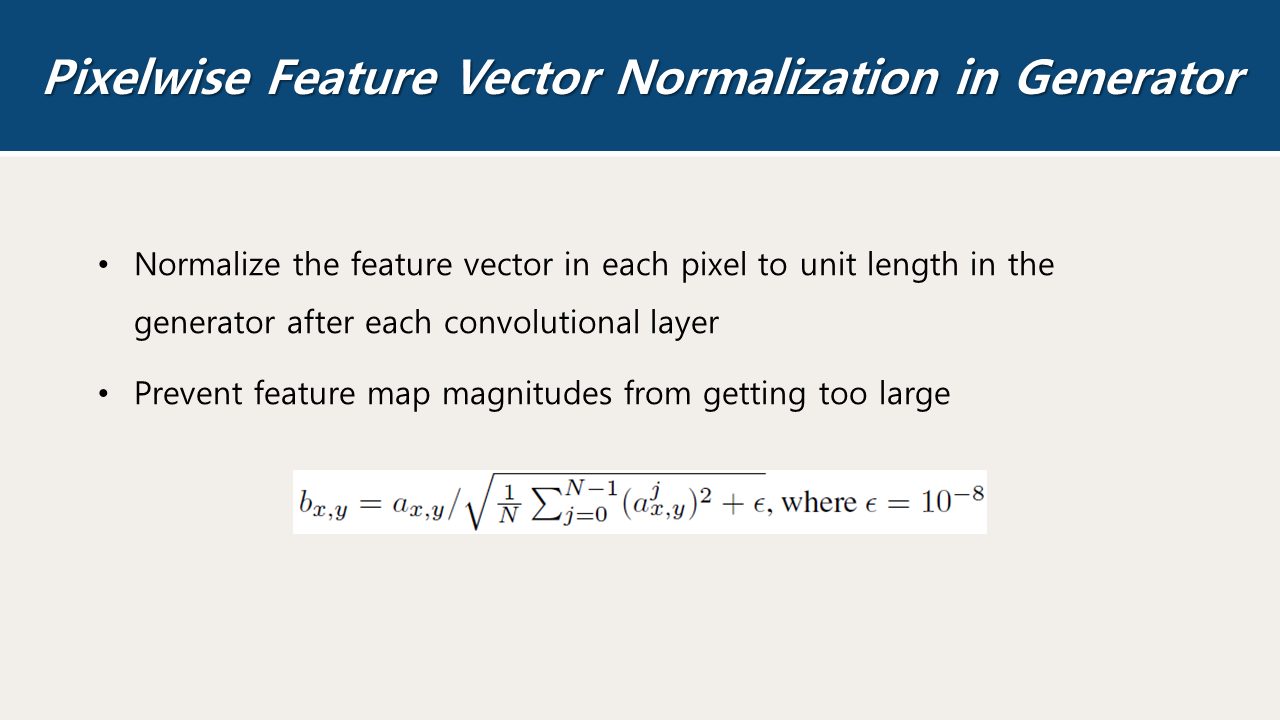 Pixelwise Feature Vector Normalization in Generator
• Normalize the feature vector in each pixel to unit length in the
generator after each convolutional layer
• Prevent feature map magnitudes from getting too large
$b_{x,y} = a_{x,y} / \sqrt{\frac{1}{N} \sum_{j=0}^{N-1} (a_{x,y}^{j})^2 + \epsilon}$, where $\epsilon = 10^{-8}$